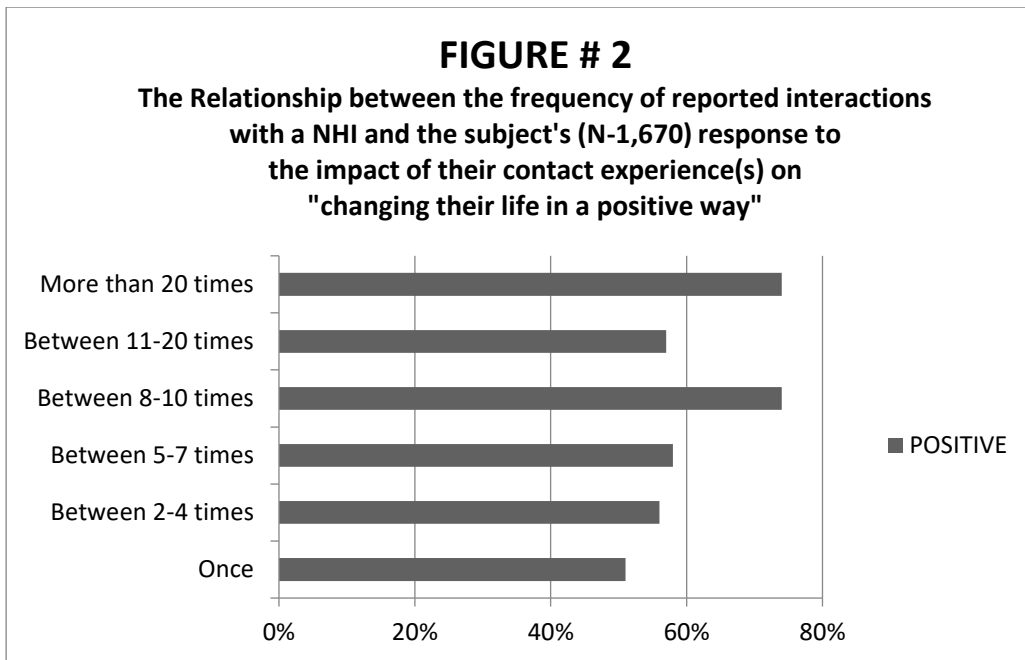 FIGURE # 2
The Relationship between the frequency of reported interactions
with a NHI and the subject's (N-1,670) response to
the impact of their contact experience(s) on
"changing their life in a positive way"
More than 20 times
Between 11-20 times
Between 8-10 times
Between 5-7 times
Between 2-4 times
Once
POSITIVE
0% 20% 40% 60% 80%